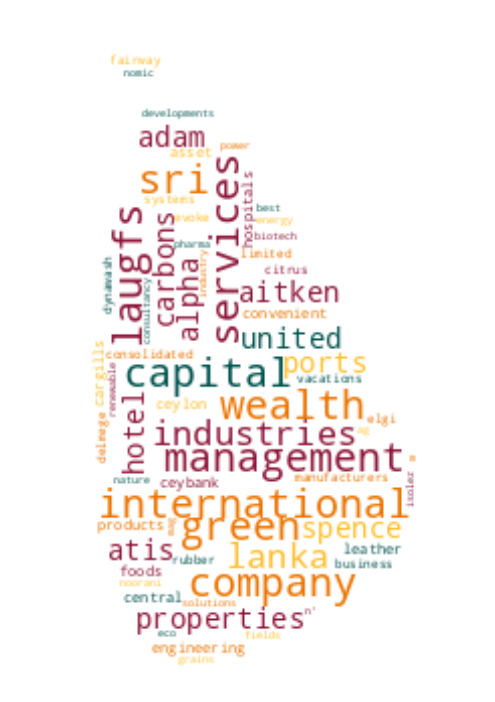 fairway
nomic
developments
adam
power
asset
sri
services
systems
hospitals
laugfs
carbons
evoke
best
energy
alpha
pharma
biotech
industry
limited
dynawash
consultancy
citrus
aitken
convenient
united
consolidated
cargills
capital
ports
renewable
vacations
hotel
ceylon
wealth
elgi
delmege
industries
management
nature
ceybank
manufacturers
isolez
international
products
green
spence
atis
rubber
lanka
leather
business
foods
noorani
company
central
solutions
properties
n'
eco
fields
engineering
grains